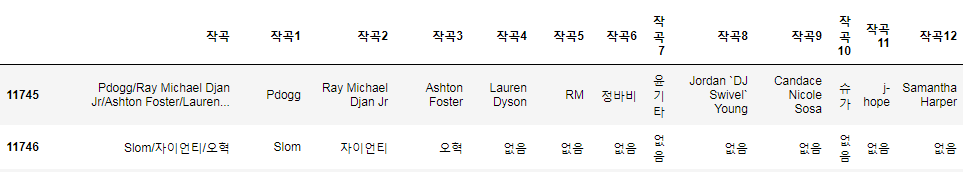 작곡 작곡1 작곡2 작곡3 작곡4 작곡5 작곡6 작곡7 작곡8 작곡9 작곡10 작곡11 작곡12
11745 Pdogg/Ray Michael Djan Jr/Ashton Foster/Lauren... Pdogg Ray Michael Djan Jr Ashton Foster Lauren Dyson RM 정바비 윤기타 Jordan `DJ Swivel` Young Candace Nicole Sosa 슈가 j-hope Samantha Harper
11746 Slom/자이언티/오혁 Slom 자이언티 오혁 없음 없음 없음 없음 없음 없음 없음 없음 없음